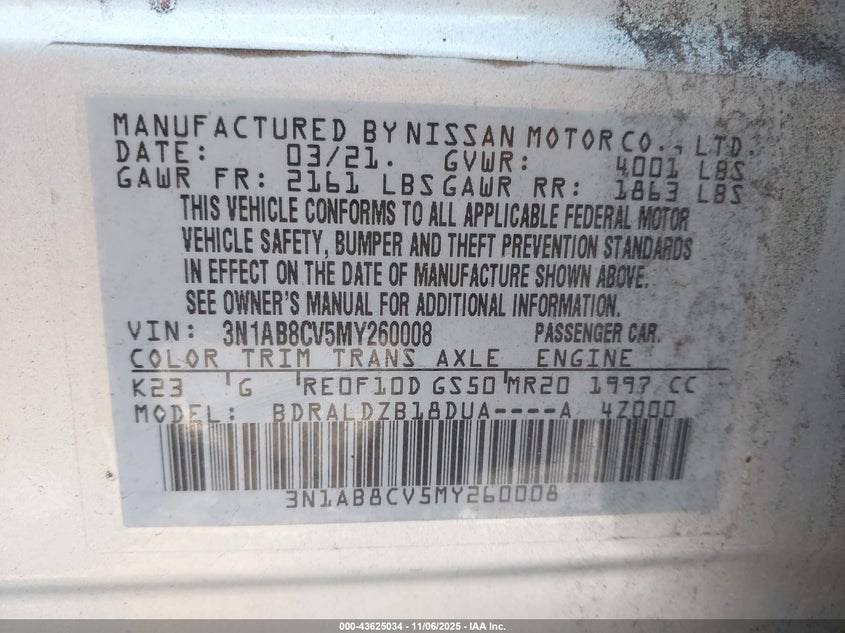 MANUFACTURED BY NISSAN MOTOR CO., LTD.
DATE: 03/21. GVWR: 4001 LBS
GAWR FR: 2161 LBS GAWR RR: 1863 LBS
THIS VEHICLE CONFORMS TO ALL APPLICABLE FEDERAL MOTOR
VEHICLE SAFETY, BUMPER AND THEFT PREVENTION STANDARDS
IN EFFECT ON THE DATE OF MANUFACTURE SHOWN ABOVE.
SEE OWNER'S MANUAL FOR ADDITIONAL INFORMATION.
VIN: 3N1AB8CV5MY260008 PASSENGER CAR.
COLOR TRIM TRANS AXLE ENGINE
K23 G RE0F10D GS50 MR20 1997 CC
MODEL: BDRALDZB18DUA----A 4Z000
3N1AB8CV5MY260008
000-43625034 — 11/06/2025 — IAA Inc.